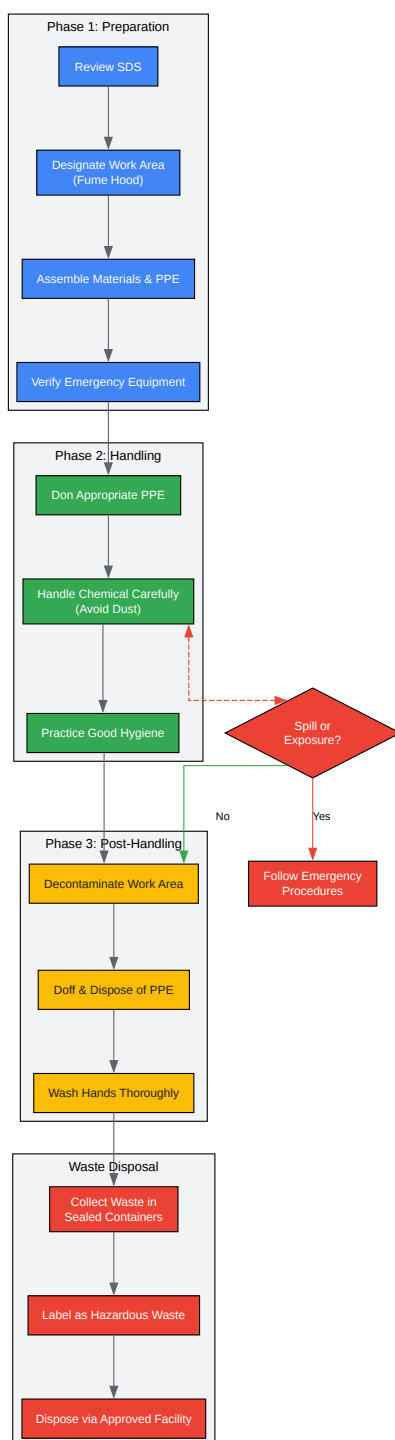 Phase 1: Preparation
Review SDS
Designate Work Area
(Fume Hood)
Assemble Materials & PPE
Verify Emergency Equipment
Phase 2: Handling
Don Appropriate PPE
Handle Chemical Carefully
(Avoid Dust)
Practice Good Hygiene
Spill or
Exposure?
No
Yes
Phase 3: Post-Handling
Decontaminate Work Area
Follow Emergency
Procedures
Doff & Dispose of PPE
Wash Hands Thoroughly
Waste Disposal
Collect Waste in
Sealed Containers
Label as Hazardous Waste
Dispose via Approved Facility